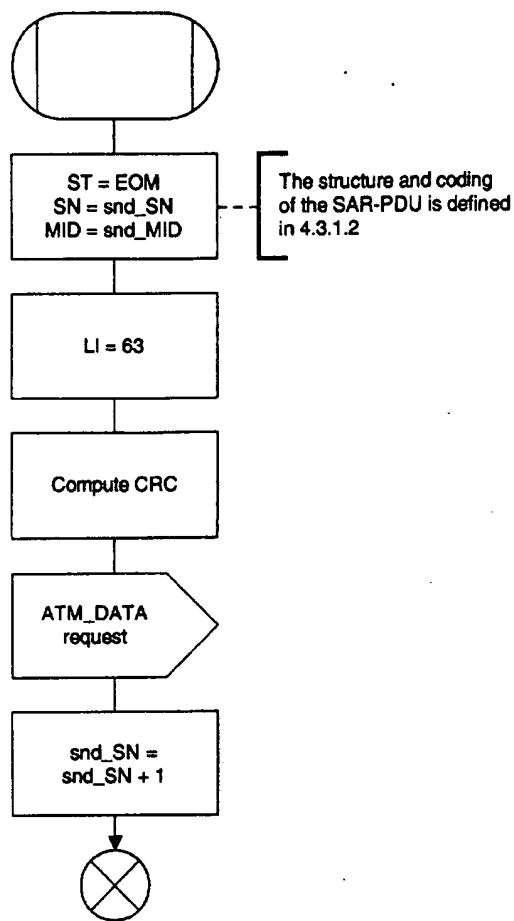 ST = EOM
SN = snd_SN
MID = snd_MID
The structure and coding
of the SAR-PDU is defined
in 4.3.1.2
LI = 63
Compute CRC
ATM_DATA
request
snd_SN =
snd_SN + 1